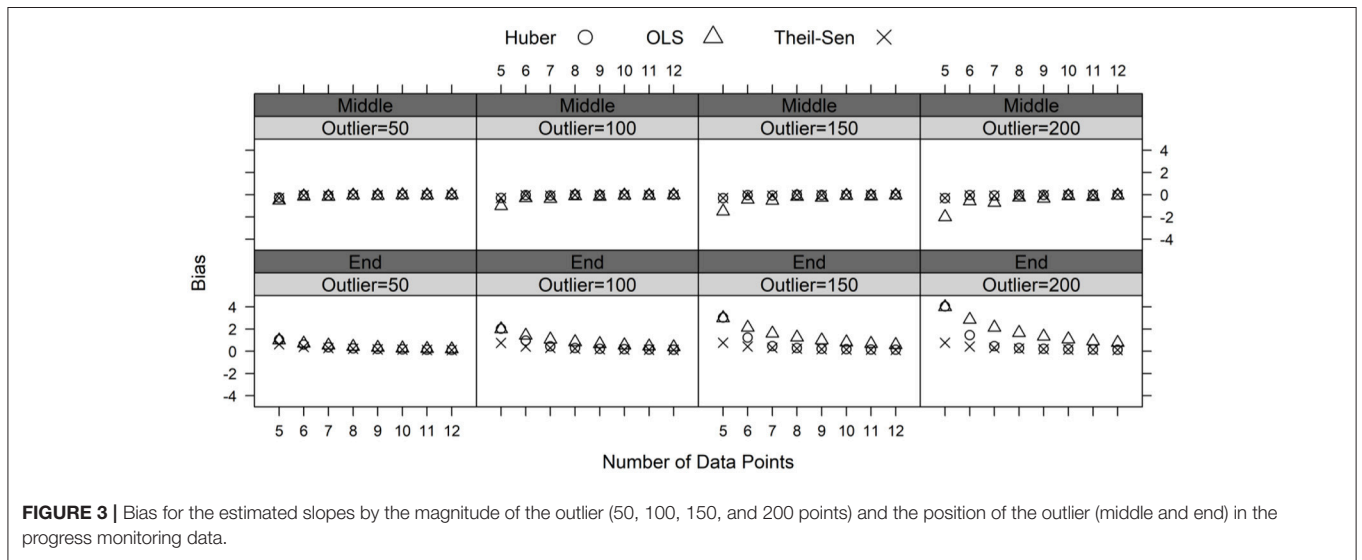 Huber OLS Theil-Sen
5 6 7 8 9 10 11 12 5 6 7 8 9 10 11 12
Middle Middle Middle Middle
Outlier=50 Outlier=100 Outlier=150 Outlier=200
4
2
0
-2
-4
Bias
End End End End
Outlier=50 Outlier=100 Outlier=150 Outlier=200
4
2
0
-2
-4
5 6 7 8 9 10 11 12 5 6 7 8 9 10 11 12
Number of Data Points
FIGURE 3 | Bias for the estimated slopes by the magnitude of the outlier (50, 100, 150, and 200 points) and the position of the outlier (middle and end) in the
progress monitoring data.